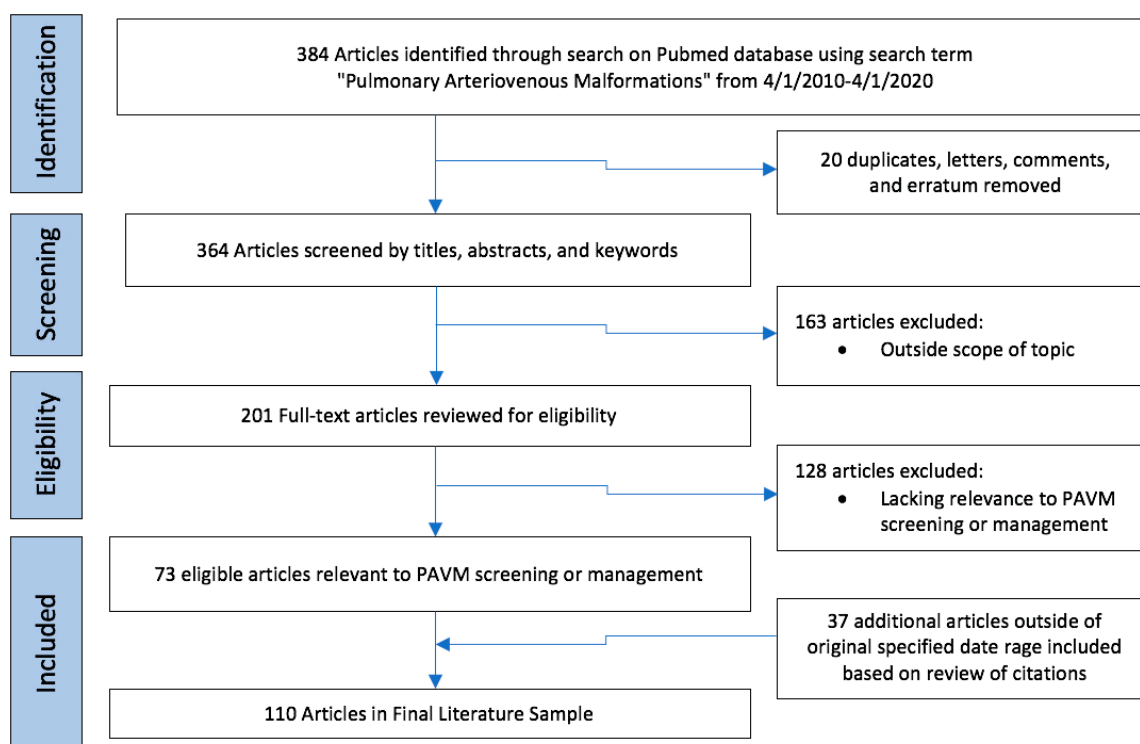 Identification
384 Articles identified through search on Pubmed database using search term
"Pulmonary Arteriovenous Malformations" from 4/1/2010-4/1/2020
20 duplicates, letters, comments,
and erratum removed
Screening
364 Articles screened by titles, abstracts, and keywords
163 articles excluded:
• Outside scope of topic
Eligibility
201 Full-text articles reviewed for eligibility
128 articles excluded:
• Lacking relevance to PAVM
screening or management
Included
73 eligible articles relevant to PAVM screening or management
37 additional articles outside of
original specified date rage included
based on review of citations
110 Articles in Final Literature Sample